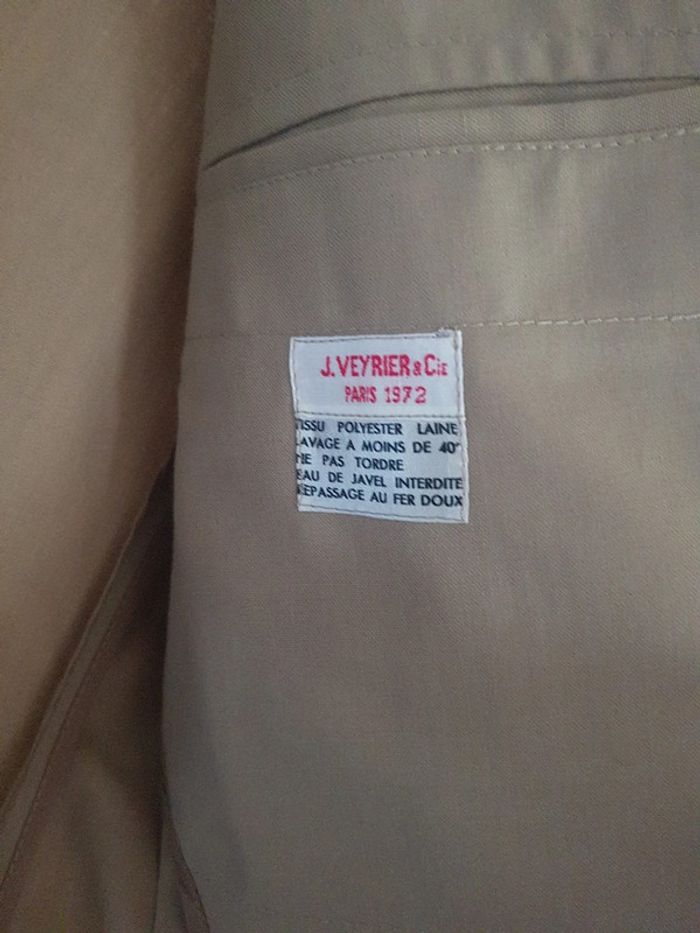 J.VEYRIER & Cie
PARIS 1972
TISSU POLYESTER LAINE
LAVAGE A MOINS DE 40°
NE PAS TORDRE
EAU DE JAVEL INTERDITE
REPASSAGE AU FER DOUX